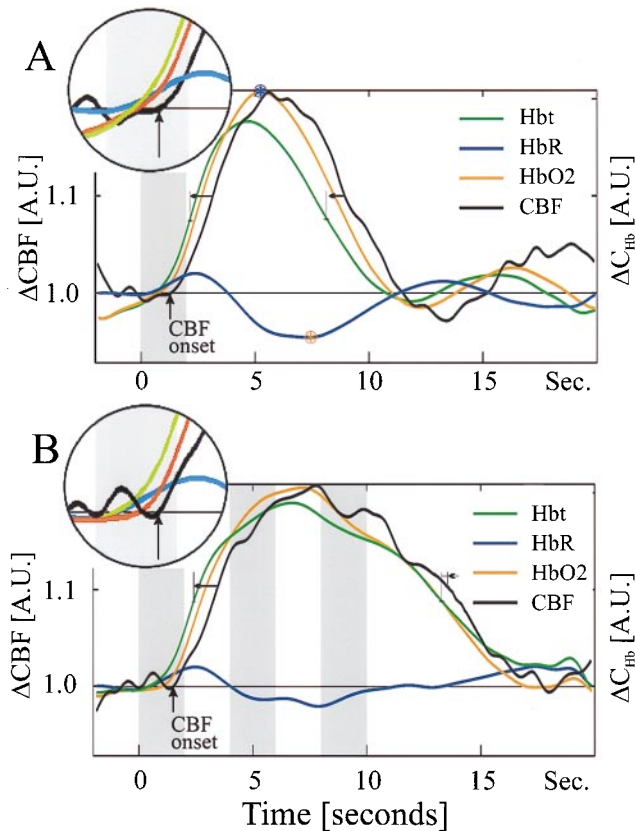 A
Hbt
HbR
HbO2
CBF
ΔCBF [A.U.]
ΔC_Hb [A.U.]
1.1
1.0
CBF
onset
0 5 10 15 Sec.
B
Hbt
HbR
HbO2
CBF
ΔCBF [A.U.]
ΔC_Hb [A.U.]
1.1
1.0
CBF
onset
0 5 10 15 Sec.
Time [seconds]